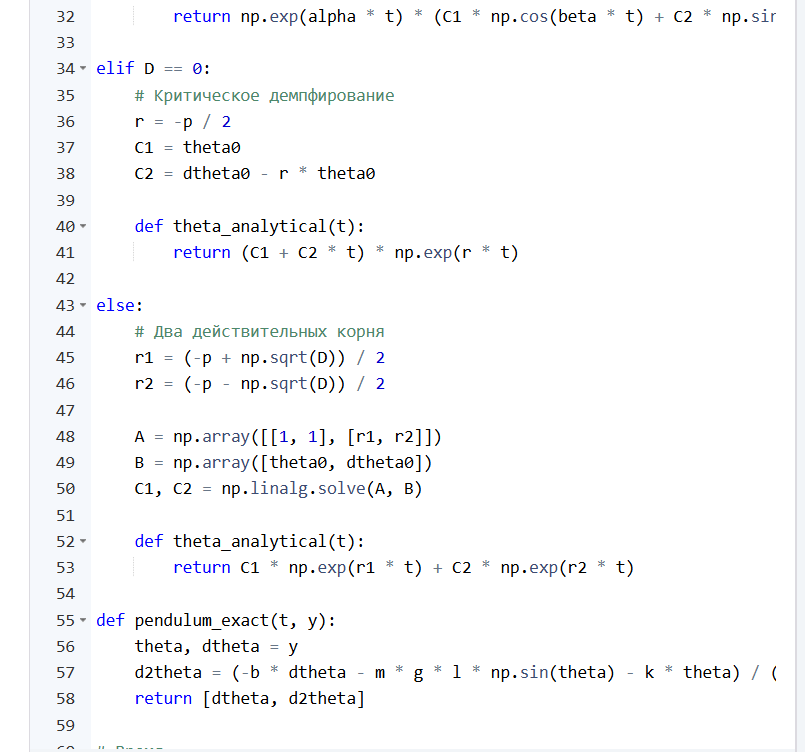 32 return np.exp(alpha * t) * (C1 * np.cos(beta * t) + C2 * np.sin
33
34 elif D == 0:
35 # Критическое демпфирование
36 r = -p / 2
37 C1 = theta0
38 C2 = dtheta0 - r * theta0
39
40 def theta_analytical(t):
41 return (C1 + C2 * t) * np.exp(r * t)
42
43 else:
44 # Два действительных корня
45 r1 = (-p + np.sqrt(D)) / 2
46 r2 = (-p - np.sqrt(D)) / 2
47
48 A = np.array([[1, 1], [r1, r2]])
49 B = np.array([theta0, dtheta0])
50 C1, C2 = np.linalg.solve(A, B)
51
52 def theta_analytical(t):
53 return C1 * np.exp(r1 * t) + C2 * np.exp(r2 * t)
54
55 def pendulum_exact(t, y):
56 theta, dtheta = y
57 d2theta = (-b * dtheta - m * g * l * np.sin(theta) - k * theta) / (
58 return [dtheta, d2theta]
59